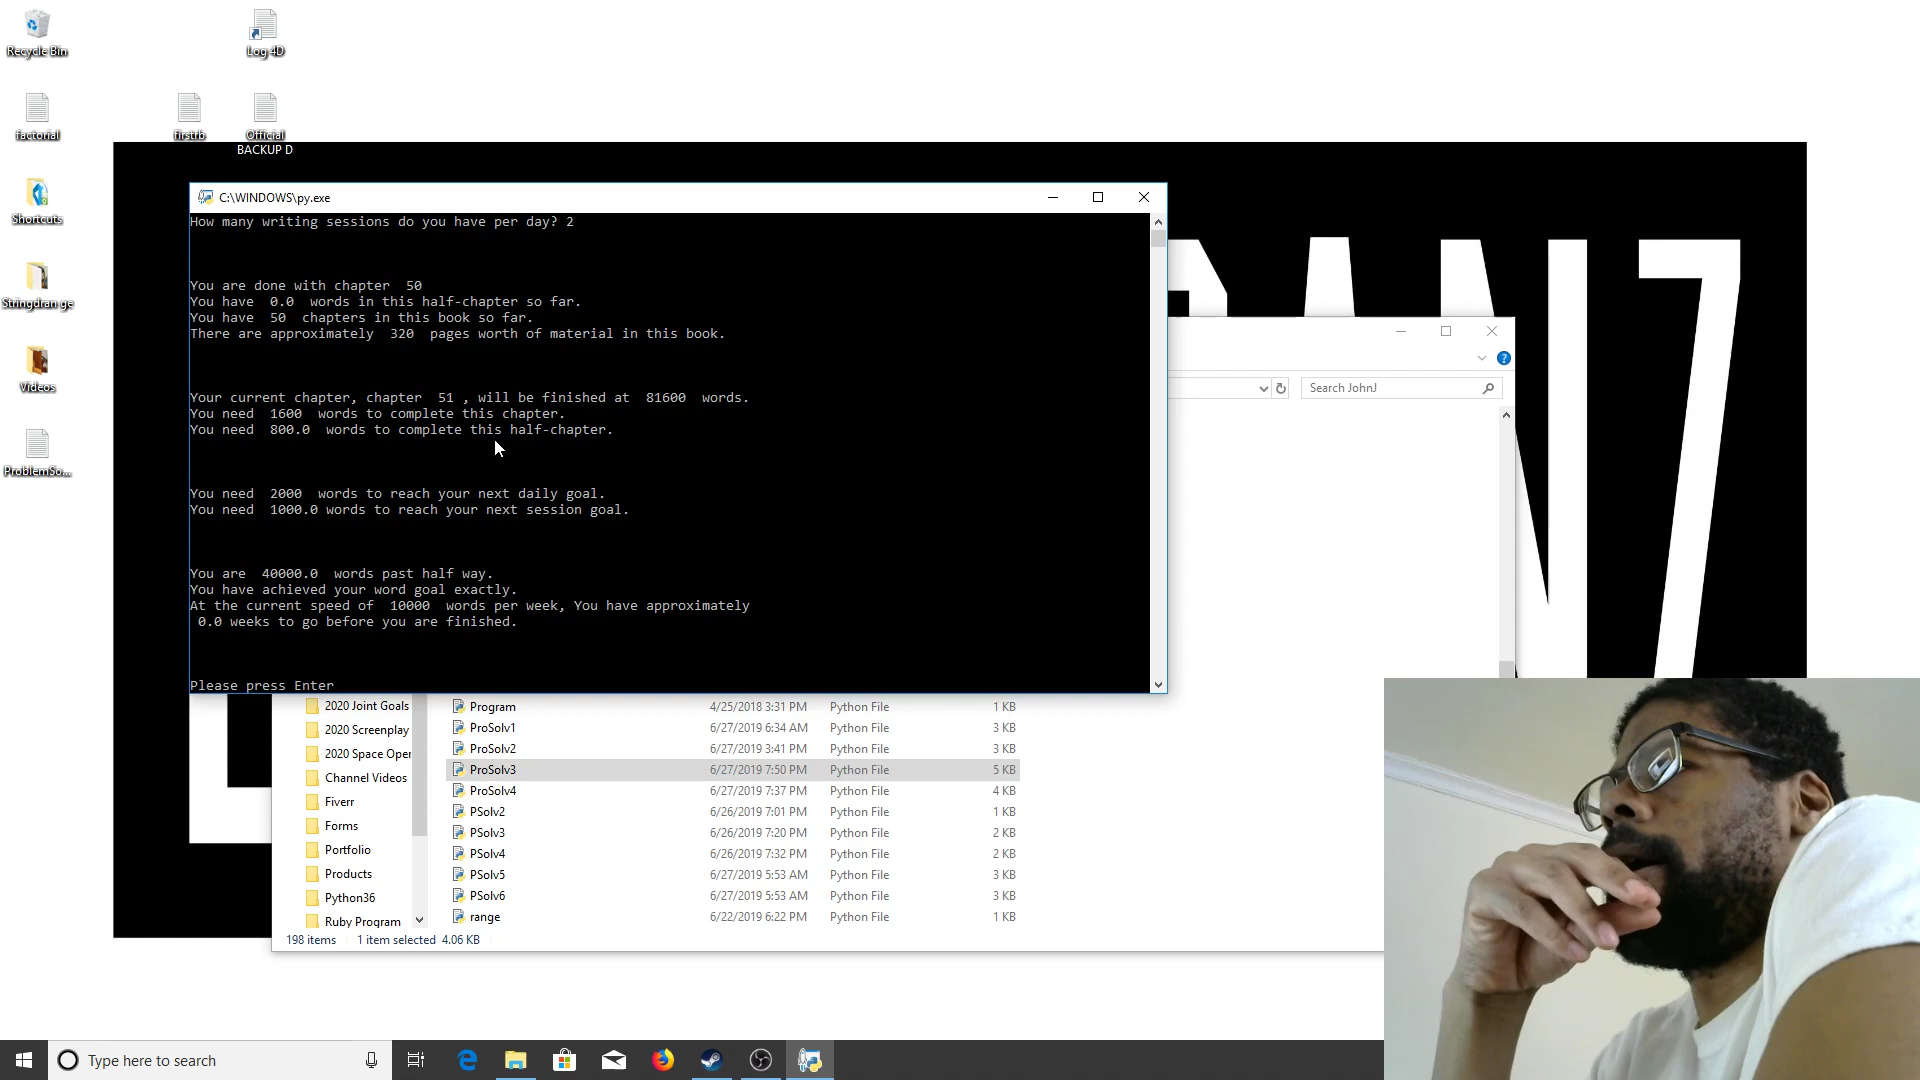 Recycle Bin
Log 4D
factorial
firstrb
Official
BACKUP D
Shortcuts
Stringdran ge
Videos
ProblemSo...
C:\WINDOWS\py.exe
How many writing sessions do you have per day? 2
You are done with chapter  50
You have  0.0  words in this half-chapter so far.
You have  50  chapters in this book so far.
There are approximately  320  pages worth of material in this book.
Your current chapter, chapter  51 , will be finished at  81600  words.
You need  1600  words to complete this chapter.
You need  800.0  words to complete this half-chapter.
You need  2000  words to reach your next daily goal.
You need  1000.0 words to reach your next session goal.
You are  40000.0  words past half way.
You have achieved your word goal exactly.
At the current speed of  10000  words per week, You have approximately
0.0 weeks to go before you are finished.
Please press Enter
Search JohnJ
2020 Joint Goals
2020 Screenplay
2020 Space Oper
Channel Videos
Fiverr
Forms
Portfolio
Products
Python36
Ruby Program
Program 4/25/2018 3:31 PM Python File 1 KB
ProSolv1 6/27/2019 6:34 AM Python File 3 KB
ProSolv2 6/27/2019 3:41 PM Python File 3 KB
ProSolv3 6/27/2019 7:50 PM Python File 5 KB
ProSolv4 6/27/2019 7:37 PM Python File 4 KB
PSolv2 6/26/2019 7:01 PM Python File 1 KB
PSolv3 6/26/2019 7:20 PM Python File 2 KB
PSolv4 6/26/2019 7:32 PM Python File 2 KB
PSolv5 6/27/2019 5:53 AM Python File 3 KB
PSolv6 6/27/2019 5:53 AM Python File 3 KB
range 6/22/2019 6:22 PM Python File 1 KB
198 items 1 item selected 4.06 KB
Type here to search